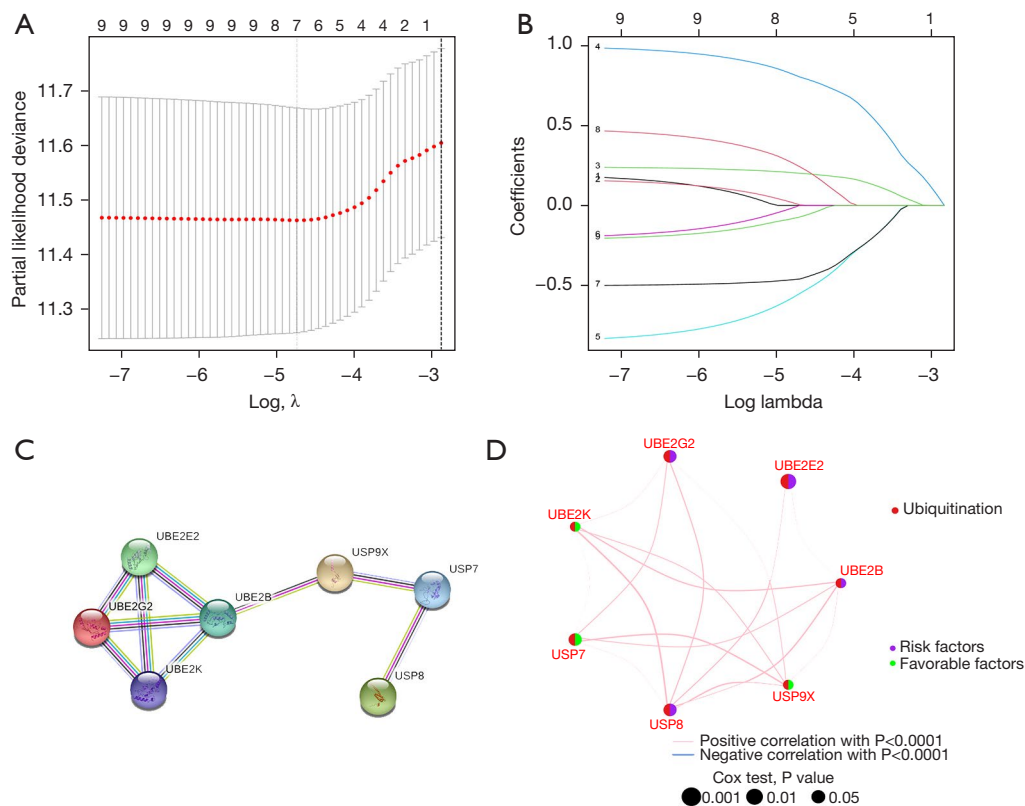 A
9 9 9 9 9 9 9 9 9 8 7 7 4 4 2 1
11.7
11.6
11.5
11.4
11.3
Partial likelihood deviance
−7 −6 −5 −4 −3
Log, λ
B
9 9 8 5 1
1.0
0.5
0.0
−0.5
Coefficients
4
8
3
1
2
6
9
7
5
−7 −6 −5 −4 −3
Log lambda
C
UBE2E2
UBE2G2
UBE2B
UBE2K
USP9X
USP7
USP8
D
UBE2G2
UBE2E2
UBE2K
UBE2B
USP7
USP9X
USP8
Ubiquitination
Risk factors
Favorable factors
Positive correlation with P<0.0001
Negative correlation with P<0.0001
Cox test, P value
0.001 0.01 0.05